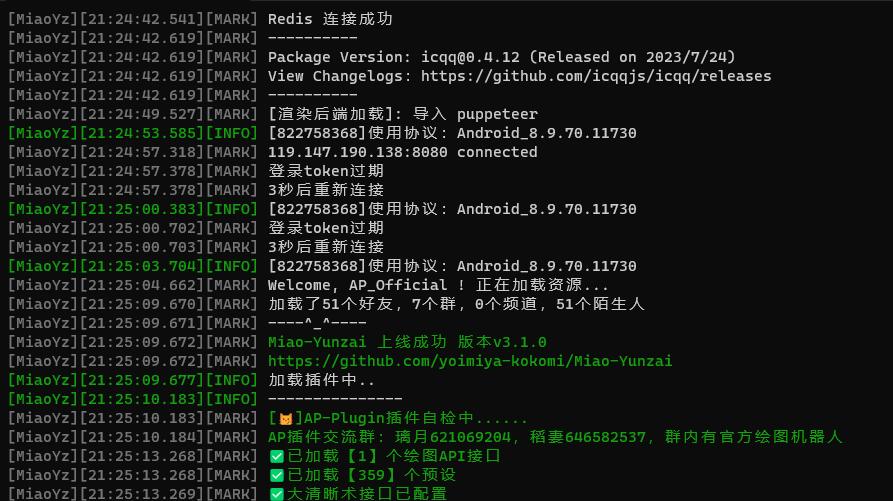 [MiaoYz][21:24:42.541][MARK] Redis 连接成功
[MiaoYz][21:24:42.619][MARK] ----------
[MiaoYz][21:24:42.619][MARK] Package Version: icqq@0.4.12 (Released on 2023/7/24)
[MiaoYz][21:24:42.619][MARK] View Changelogs: https://github.com/icqqjs/icqq/releases
[MiaoYz][21:24:42.619][MARK] ----------
[MiaoYz][21:24:49.527][MARK] [渲染后端加载]: 导入 puppeteer
[MiaoYz][21:24:53.585][INFO] [822758368]使用协议: Android_8.9.70.11730
[MiaoYz][21:24:57.318][MARK] 119.147.190.138:8080 connected
[MiaoYz][21:24:57.378][MARK] 登录token过期
[MiaoYz][21:24:57.378][MARK] 3秒后重新连接
[MiaoYz][21:25:00.383][INFO] [822758368]使用协议: Android_8.9.70.11730
[MiaoYz][21:25:00.702][MARK] 登录token过期
[MiaoYz][21:25:00.703][MARK] 3秒后重新连接
[MiaoYz][21:25:03.704][INFO] [822758368]使用协议: Android_8.9.70.11730
[MiaoYz][21:25:04.662][MARK] Welcome, AP_Official ! 正在加载资源...
[MiaoYz][21:25:09.670][MARK] 加载了51个好友，7个群，0个频道，51个陌生人
[MiaoYz][21:25:09.671][MARK] ----^_^----
[MiaoYz][21:25:09.672][MARK] Miao-Yunzai 上线成功 版本v3.1.0
[MiaoYz][21:25:09.672][MARK] https://github.com/yoimiya-kokomi/Miao-Yunzai
[MiaoYz][21:25:09.677][INFO] 加载插件中..
[MiaoYz][21:25:10.183][INFO] ---------------
[MiaoYz][21:25:10.183][MARK] [🐱]AP-Plugin插件自检中......
[MiaoYz][21:25:10.184][MARK] AP插件交流群: 璃月621069204，稻妻646582537，群内有官方绘图机器人
[MiaoYz][21:25:13.268][MARK] ✅已加载【1】个绘图API接口
[MiaoYz][21:25:13.268][MARK] ✅已加载【359】个预设
[MiaoYz][21:25:13.269][MARK] ✅大清晰术接口已配置